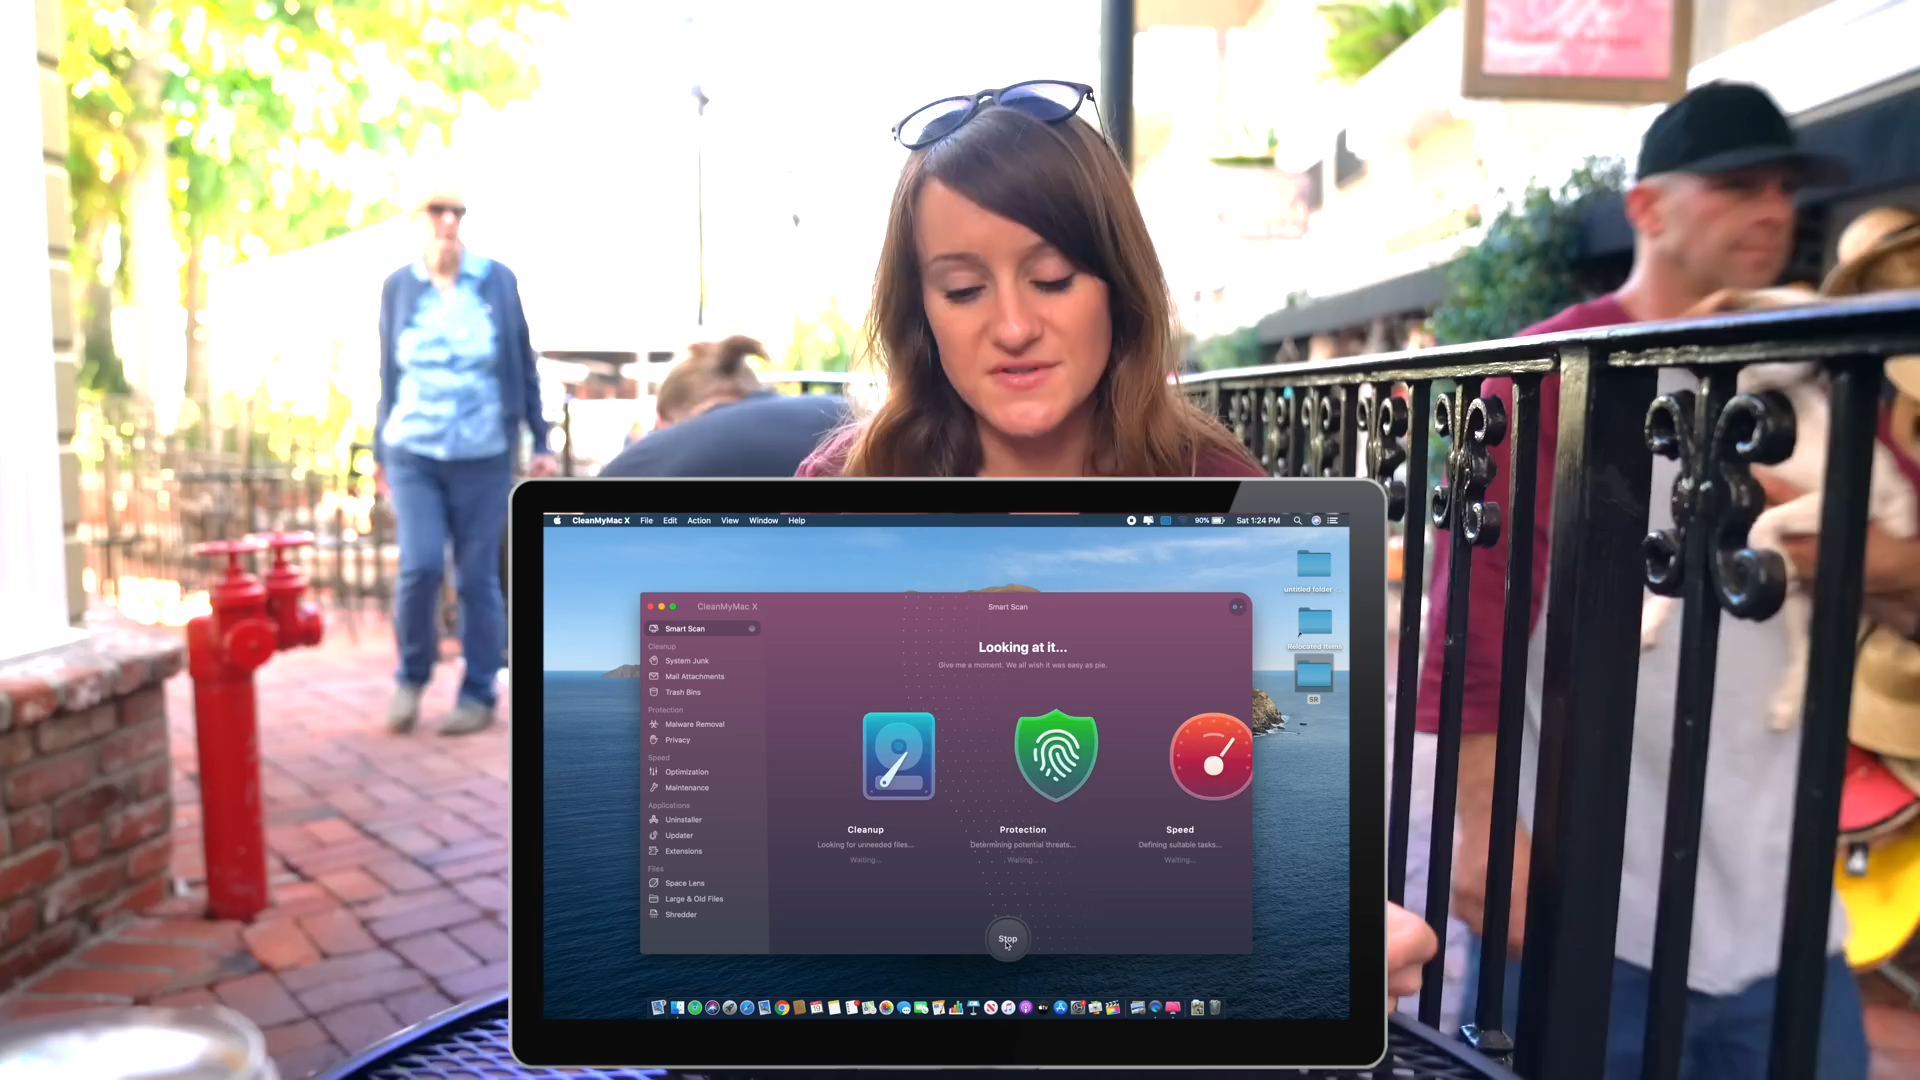 CleanMyMac X File Edit Action View Window Help 90% Sat 1:24 PM
untitled folder
Relocated Items
SR
CleanMyMac X
Smart Scan
Smart Scan
Cleanup
System Junk
Mail Attachments
Trash Bins
Protection
Malware Removal
Privacy
Speed
Optimization
Maintenance
Applications
Uninstaller
Updater
Extensions
Files
Space Lens
Large & Old Files
Shredder
Looking at it...
Give me a moment. We all wish it was easy as pie.
Cleanup
Looking for unneeded files...
Waiting...
Protection
Determining potential threats...
Waiting...
Speed
Defining suitable tasks...
Waiting...
Stop